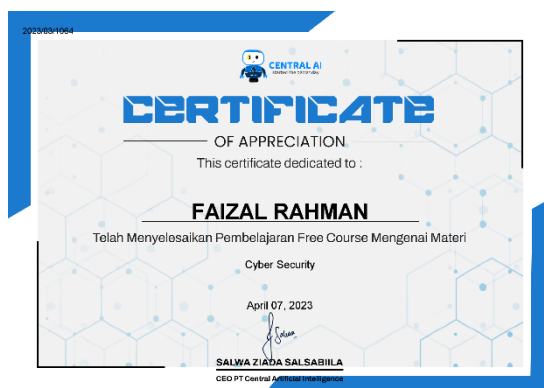 2023/03/1064
CENTRAL AI
CERTIFICATE
OF APPRECIATION
This certificate dedicated to :
FAIZAL RAHMAN
Telah Menyelesaikan Pembelajaran Free Course Mengenai Materi
Cyber Security
April 07, 2023
Salwa
SALWA ZIADA SALSABIILA
CEO PT Central Artificial Intelligence